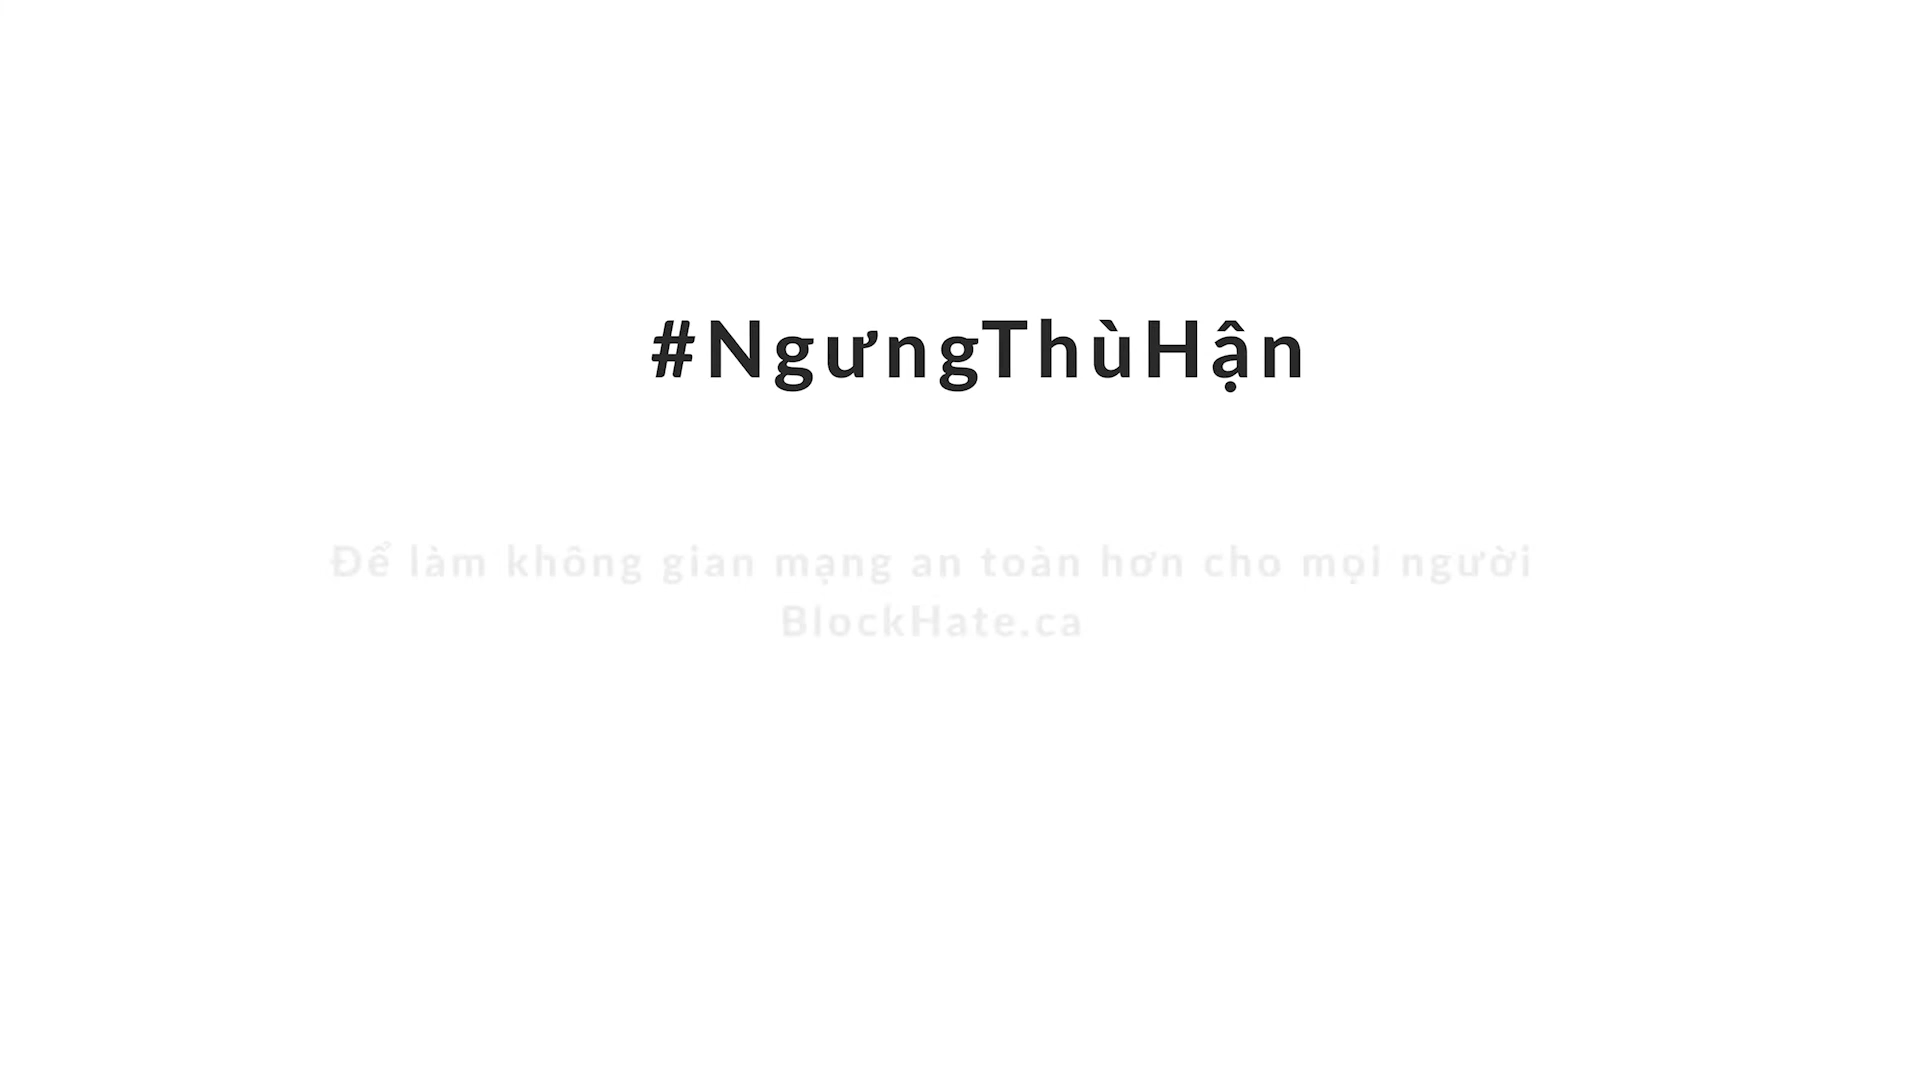 #NgưngThùHận
Để làm không gian mạng an toàn hơn cho mọi người
BlockHate.ca